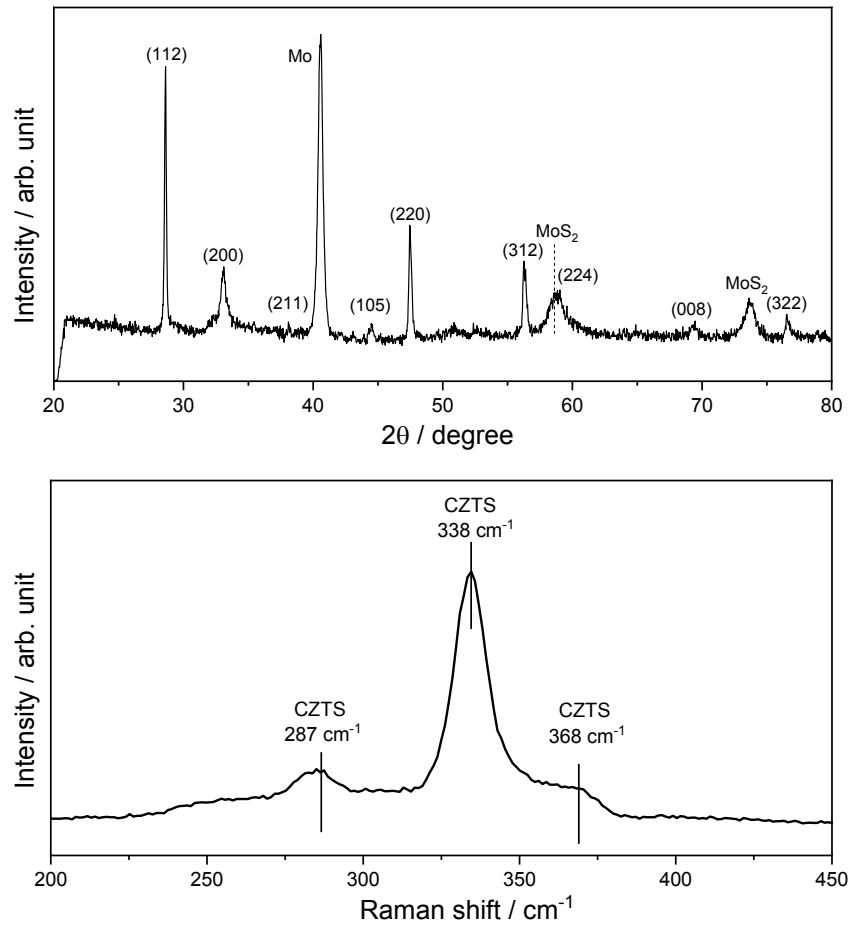 (112)
Mo
(200)
(211)
(105)
(220)
(312)
MoS2
(224)
(008)
MoS2
(322)
Intensity / arb. unit
20 30 40 50 60 70 80
2θ / degree
CZTS
338 cm-1
CZTS
287 cm-1
CZTS
368 cm-1
Intensity / arb. unit
200 250 300 350 400 450
Raman shift / cm-1